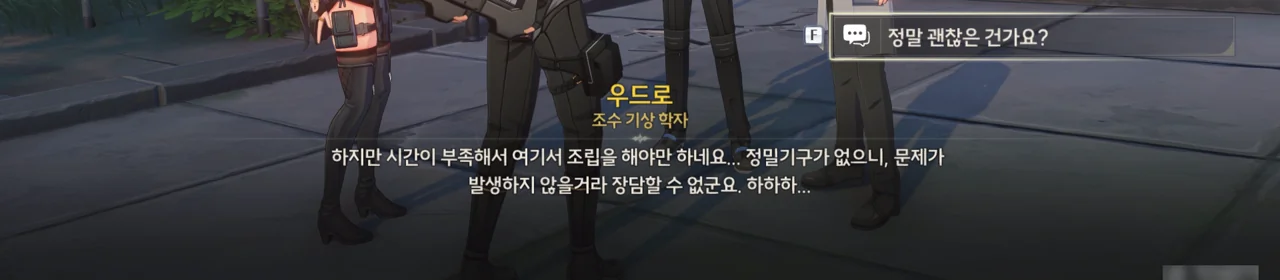 F 정말 괜찮은 건가요?
우드로
조수 기상 학자
하지만 시간이 부족해서 여기서 조립을 해야만 하네요... 정밀기구가 없으니, 문제가
발생하지 않을거라 장담할 수 없군요. 하하하...